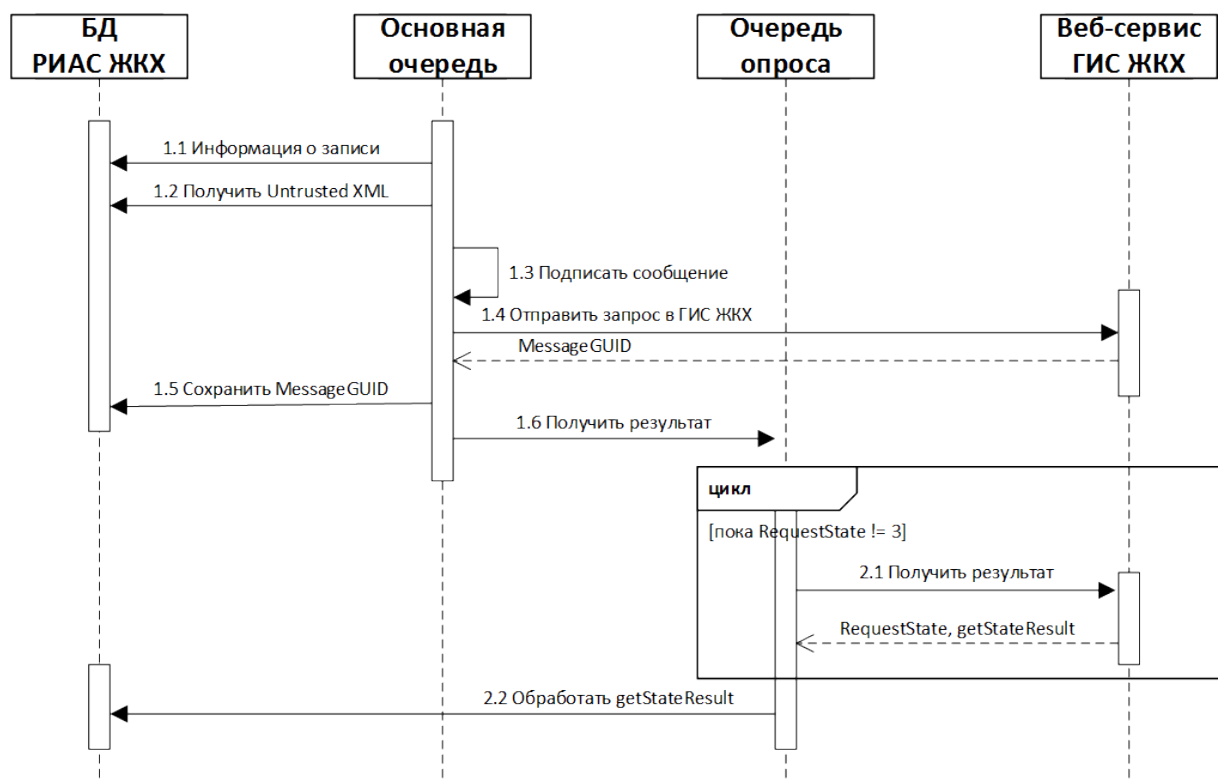 БД
РИАС ЖКХ
Основная
очередь
Очередь
опроса
Веб-сервис
ГИС ЖКХ
1.1 Информация о записи
1.2 Получить Untrusted XML
1.3 Подписать сообщение
1.4 Отправить запрос в ГИС ЖКХ
MessageGUID
1.5 Сохранить MessageGUID
1.6 Получить результат
цикл
[пока RequestState != 3]
2.1 Получить результат
RequestState, getStateResult
2.2 Обработать getStateResult